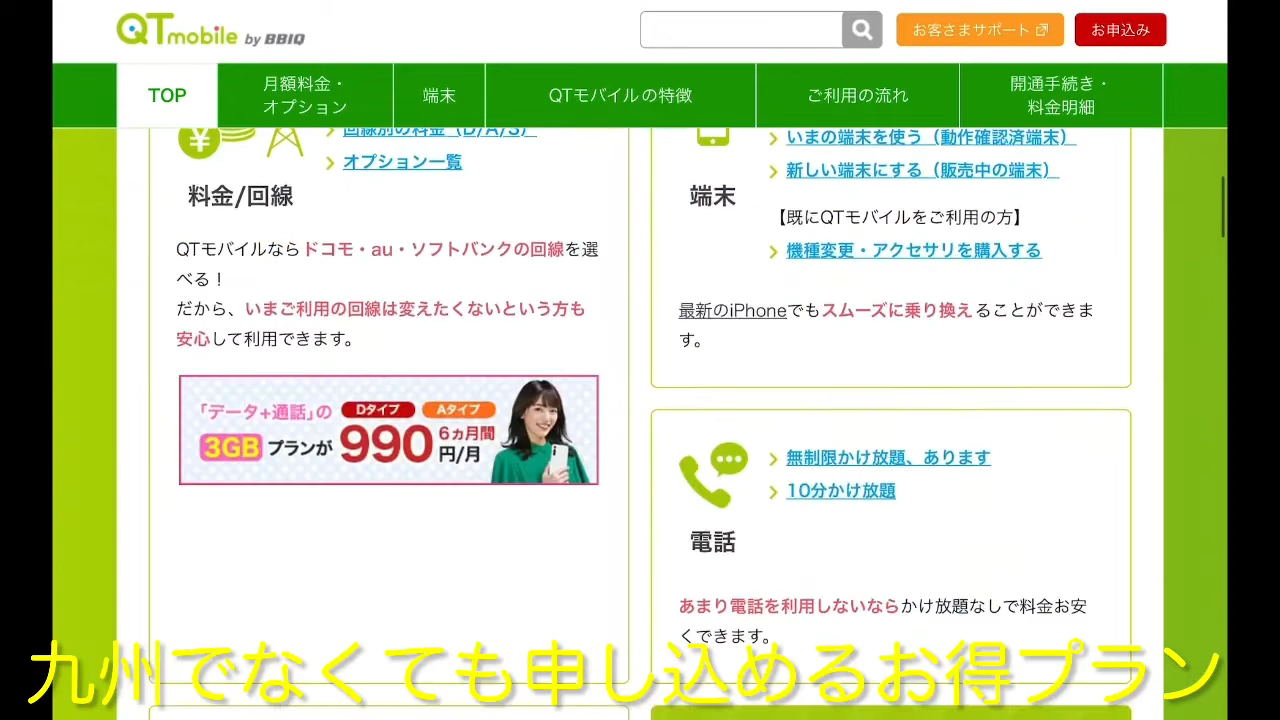 QTmobile by BBIQ
お客さまサポート
お申込み
TOP
月額料金・
オプション
端末
QTモバイルの特徴
ご利用の流れ
開通手続き・
料金明細
回線別の料金（D/A/S）
オプション一覧
料金/回線
QTモバイルならドコモ・au・ソフトバンクの回線を選
べる！
だから、いまご利用の回線は変えたくないという方も
安心して利用できます。
「データ+通話」の Dタイプ Aタイプ
3GB プランが 990 6ヵ月間
円/月
いまの端末を使う（動作確認済端末）
新しい端末にする（販売中の端末）
端末
【既にQTモバイルをご利用の方】
機種変更・アクセサリを購入する
最新のiPhoneでもスムーズに乗り換えることができま
す。
無制限かけ放題、あります
10分かけ放題
電話
あまり電話を利用しないならかけ放題なしで料金お安
くできます。
九州でなくても申し込めるお得プラン